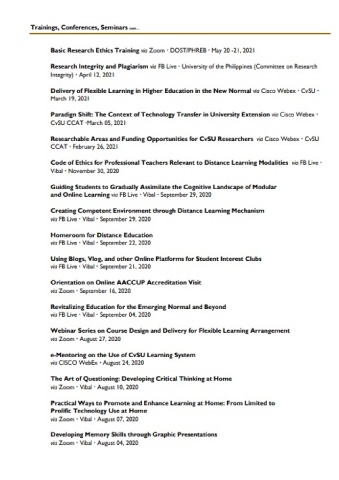 Trainings, Conferences, Seminars
Basic Research Ethics Training via Zoom • DOST/PHREB • May 20 -21, 2021
Research Integrity and Plagiarism via FB Live • University of the Philippines (Committee on Research
Integrity) • April 12, 2021
Delivery of Flexible Learning in Higher Education in the New Normal via Cisco Webex • CvSU •
March 19, 2021
Paradigm Shift: The Context of Technology Transfer in University Extension via Cisco Webex •
CvSU CCAT •March 05, 2021
Researchable Areas and Funding Opportunities for CvSU Researchers via Cisco Webex • CvSU
CCAT • February 26, 2021
Code of Ethics for Professional Teachers Relevant to Distance Learning Modalities via FB Live •
Vibal • November 30, 2020
Guiding Students to Gradually Assimilate the Cognitive Landscape of Modular
and Online Learning via FB Live • Vibal • September 29, 2020
Creating Competent Environment through Distance Learning Mechanism
via FB Live • Vibal • September 29, 2020
Homeroom for Distance Education
via FB Live • Vibal • September 22, 2020
Using Blogs, Vlog, and other Online Platforms for Student Interest Clubs
via FB Live • Vibal • September 21, 2020
Orientation on Online AACCUP Accreditation Visit
via Zoom • September 16, 2020
Revitalizing Education for the Emerging Normal and Beyond
via FB Live • Vibal • September 04, 2020
Webinar Series on Course Design and Delivery for Flexible Learning Arrangement
via Zoom • August 27, 2020
e-Mentoring on the Use of CvSU Learning System
via CISCO WebEx • August 24, 2020
The Art of Questioning: Developing Critical Thinking at Home
via Zoom • Vibal • August 10, 2020
Practical Ways to Promote and Enhance Learning at Home: From Limited to
Prolific Technology Use at Home
via Zoom • Vibal • August 07, 2020
Developing Memory Skills through Graphic Presentations
via Zoom • Vibal • August 04, 2020